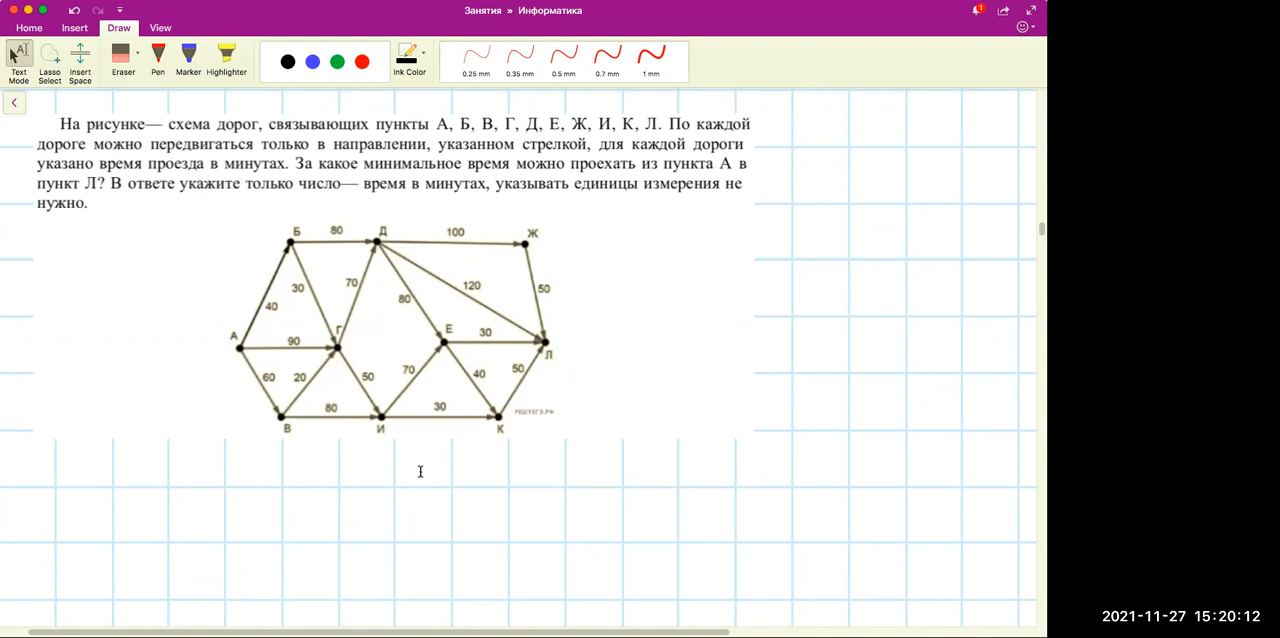 Занятия » Информатика
1
Home Insert Draw View
Text Mode
Lasso Select
Insert Space
Eraser
Pen
Marker
Highlighter
Ink Color
0.25 mm
0.35 mm
0.5 mm
0.7 mm
1 mm
На рисунке— схема дорог, связывающих пункты А, Б, В, Г, Д, Е, Ж, И, К, Л. По каждой
дороге можно передвигаться только в направлении, указанном стрелкой, для каждой дороги
указано время проезда в минутах. За какое минимальное время можно проехать из пункта А в
пункт Л? В ответе укажите только число— время в минутах, указывать единицы измерения не
нужно.
Б 80 Д 100 Ж
30 70 120 50
40 80
А 90 Г Е 30 Л
60 20 50 70 40 50
80 30 РЕШУЕГЭ.РФ
В И К
2021-11-27 15:20:12